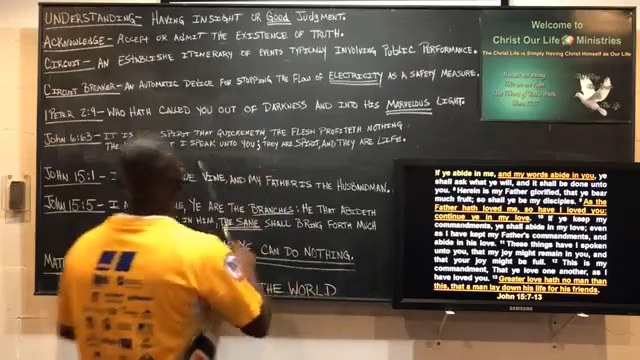 UNDERSTANDING- HAVING INSIGHT OR GOOD JUDGMENT.
ACKNOWLEDGE- ACCEPT OR ADMIT THE EXISTENCE OF TRUTH.
CIRCUIT- AN ESTABLISHE ITINERARY OF EVENTS TYPICALLY INVOLVING PUBLIC PERFORMANCE.
CIRCUIT BREAKER- AN AUTOMATIC DEVICE FOR STOPPING THE FLOW OF ELECTRICITY AS A SAFETY MEASURE.
1 PETER 2:9- WHO HATH CALLED YOU OUT OF DARKNESS AND INTO HIS MARVELOUS LIGHT.
JOHN 6:63- IT IS SPIRIT THAT QUICKENETH THE FLESH PROFITETH NOTHING:
THE I SPEAK UNTO YOU; THEY ARE SPIRIT, AND THEY ARE LIFE.
JOHN 15:1- I VINE, AND MY FATHER IS THE HUSBANDMAN.
JOHN 15:5- I VINE, YE ARE THE BRANCHES: HE THAT ABIDETH
IN HIM, THE SAME SHALL BRING FORTH MUCH
YE CAN DO NOTHING.
MAT THE WORLD
Welcome to
Christ Our Life Ministries
The Christ Life is Simply Having Christ Himself as Our Life
The Life
If ye abide in me, and my words abide in you, ye
shall ask what ye will, and it shall be done unto
you. 8 Herein is my Father glorified, that ye bear
much fruit; so shall ye be my disciples. 9 As the
Father hath loved me, so have I loved you:
continue ye in my love. 10 If ye keep my
commandments, ye shall abide in my love; even
as I have kept my Father's commandments, and
abide in his love. 11 These things have I spoken
unto you, that my joy might remain in you, and
that your joy might be full. 12 This is my
commandment, That ye love one another, as I
have loved you. 13 Greater love hath no man than
this, that a man lay down his life for his friends.
John 15:7-13
SAMSUNG